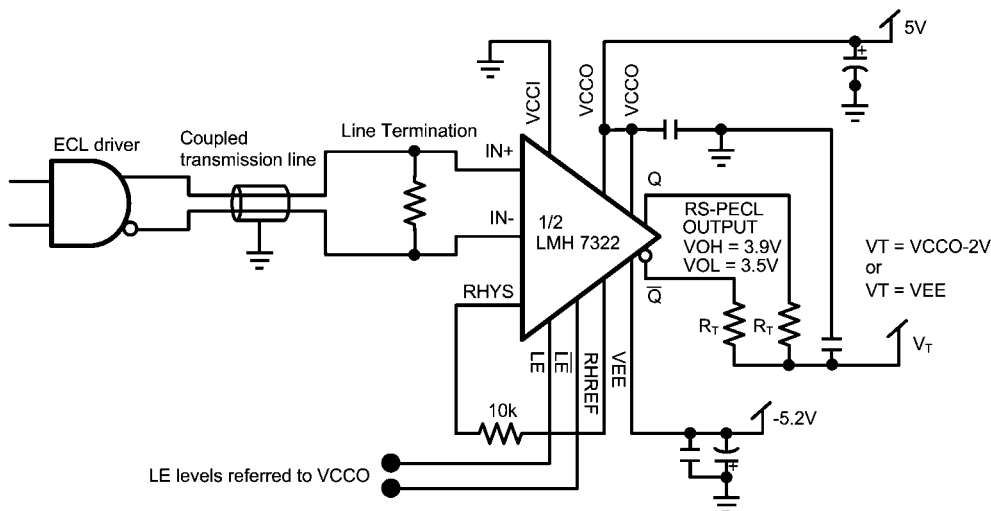 5V
VCCI
VCCO
VCCO
ECL driver
Coupled
transmission line
Line Termination
IN+
IN-
1/2
LMH 7322
RHYS
Q
RS-PECL
OUTPUT
VOH = 3.9V
VOL = 3.5V
Q̅
VT = VCCO-2V
or
VT = VEE
RT
RT
VT
LE
L̅E̅
RHREF
VEE
10k
-5.2V
LE levels referred to VCCO
+
+